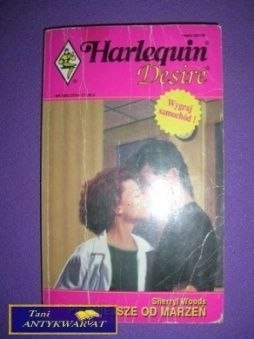 Harlequin
Desire
Wygraj
samochód!
Sherryl Woods
SZE OD MARZEŃ
Tani
ANTYKWARIAT